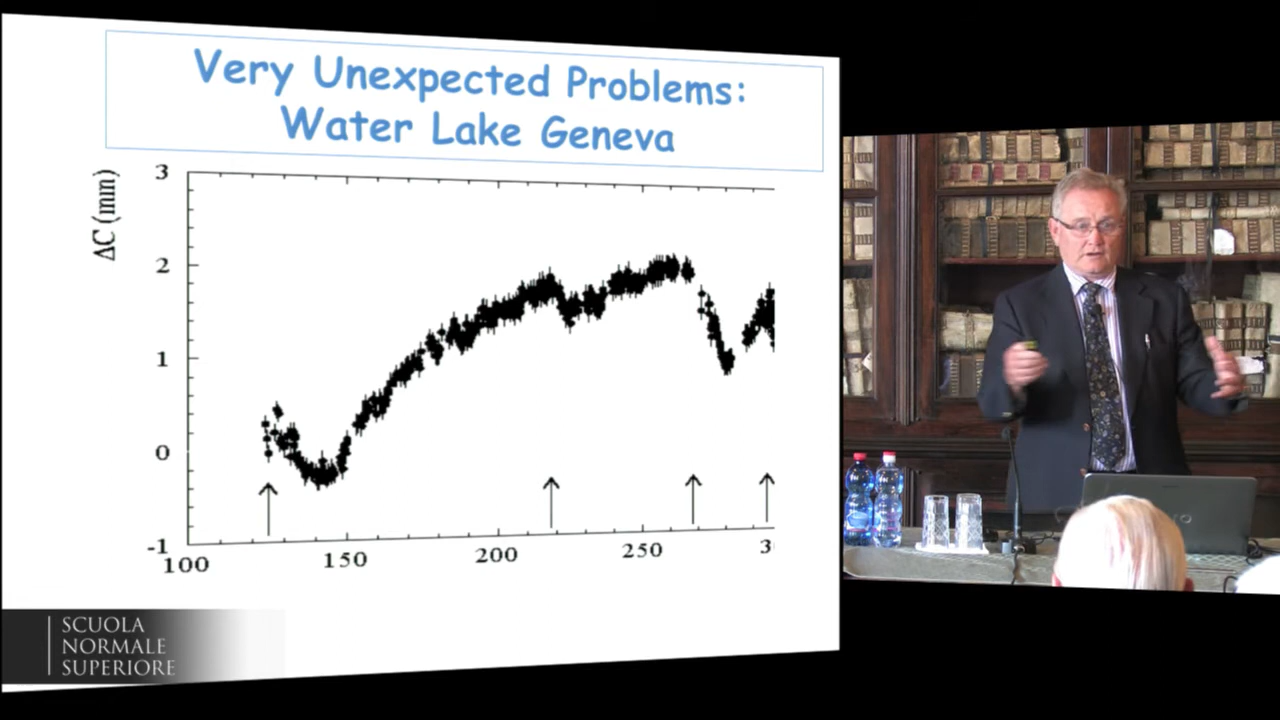 Very Unexpected Problems:
Water Lake Geneva
ΔC (mm)
3
2
1
0
-1
100
150
200
250
3
SCUOLA
NORMALE
SUPERIORE